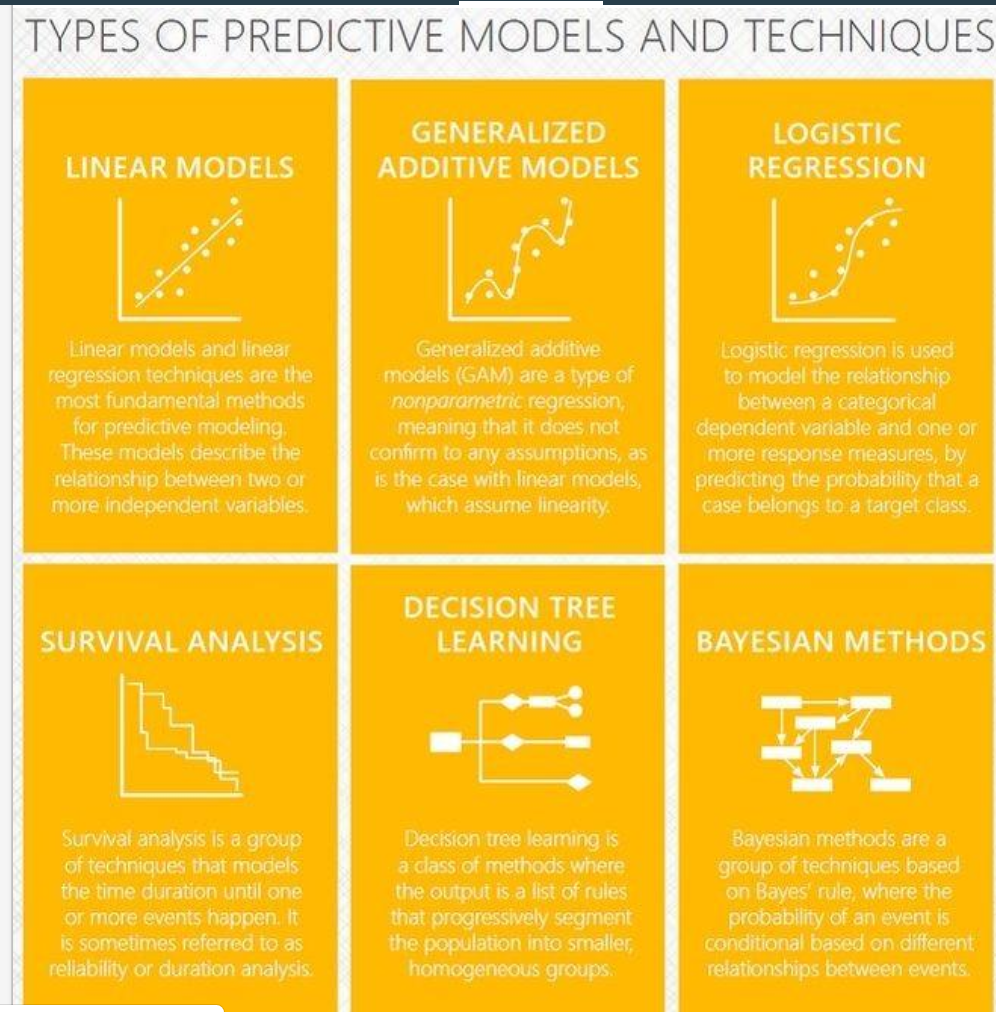 TYPES OF PREDICTIVE MODELS AND TECHNIQUES
LINEAR MODELS
Linear models and linear
regression techniques are the
most fundamental methods
for predictive modeling.
These models describe the
relationship between two or
more independent variables.
GENERALIZED
ADDITIVE MODELS
Generalized additive
models (GAM) are a type of
nonparametric regression,
meaning that it does not
confirm to any assumptions, as
is the case with linear models,
which assume linearity.
LOGISTIC
REGRESSION
Logistic regression is used
to model the relationship
between a categorical
dependent variable and one or
more response measures, by
predicting the probability that a
case belongs to a target class.
SURVIVAL ANALYSIS
Survival analysis is a group
of techniques that models
the time duration until one
or more events happen. It
is sometimes referred to as
reliability or duration analysis.
DECISION TREE
LEARNING
Decision tree learning is
a class of methods where
the output is a list of rules
that progressively segment
the population into smaller,
homogeneous groups.
BAYESIAN METHODS
Bayesian methods are a
group of techniques based
on Bayes' rule, where the
probability of an event is
conditional based on different
relationships between events.